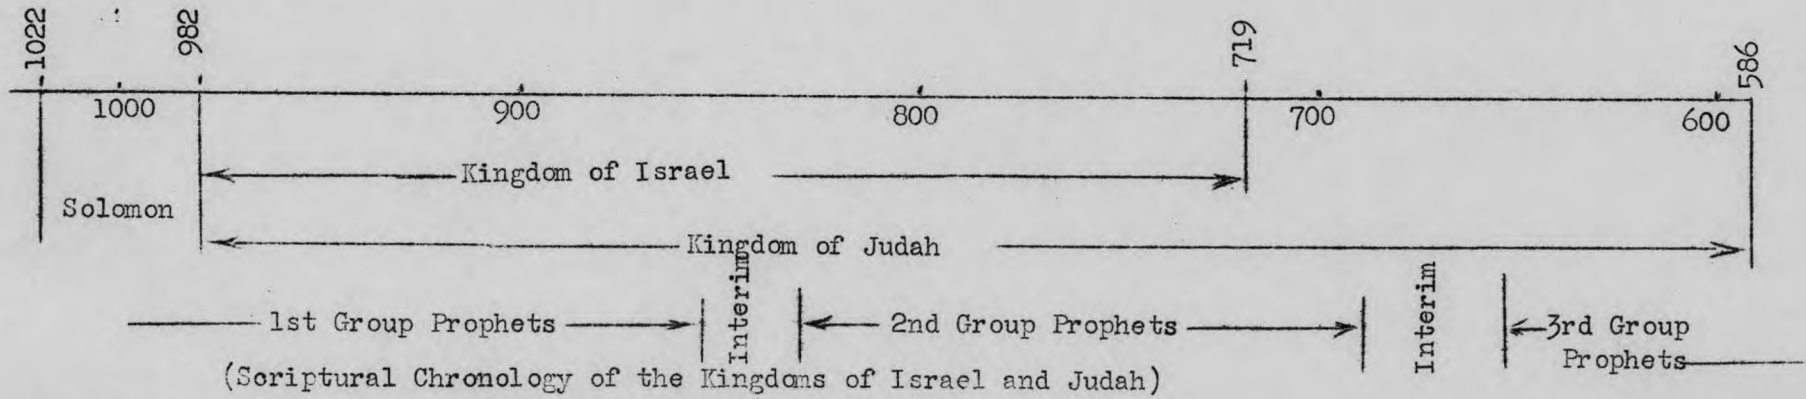 1022 982 719 586
1000 900 800 700 600
Kingdom of Israel
Solomon
Kingdom of Judah
1st Group Prophets Interim 2nd Group Prophets Interim 3rd Group
Prophets
(Scriptural Chronology of the Kingdoms of Israel and Judah)